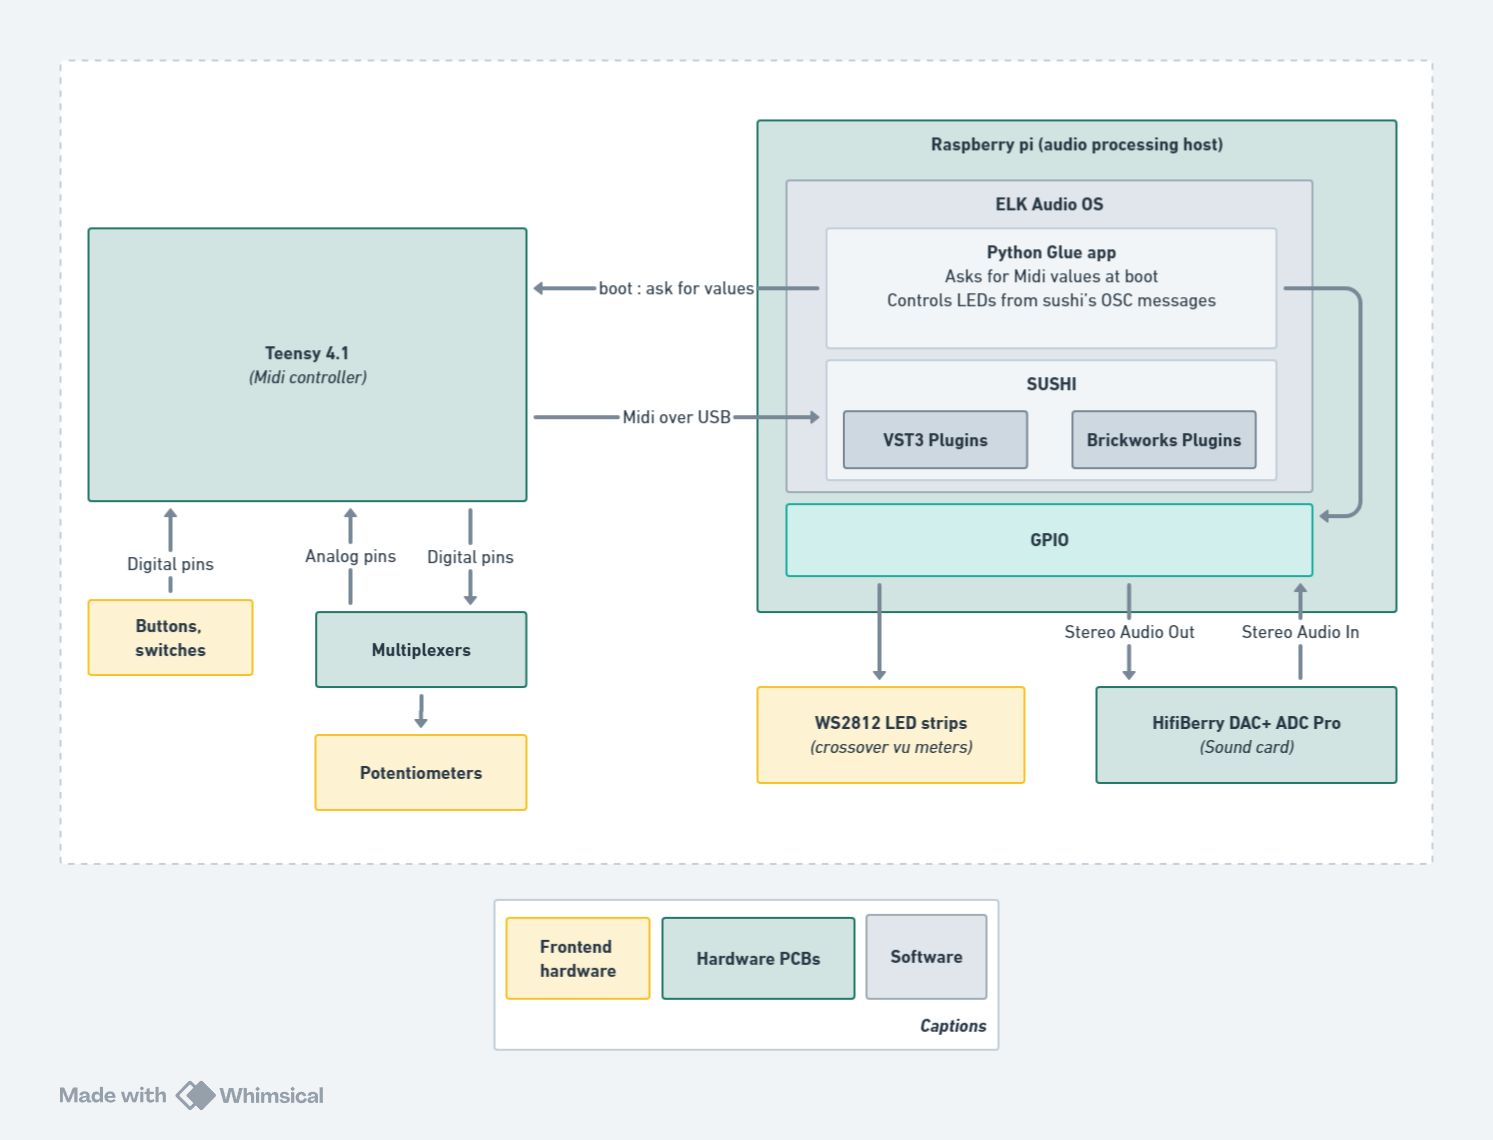 Raspberry pi (audio processing host)
ELK Audio OS
Python Glue app
Asks for Midi values at boot
Controls LEDs from sushi's OSC messages
boot : ask for values
Teensy 4.1
(Midi controller)
SUSHI
Midi over USB
VST3 Plugins
Brickworks Plugins
GPIO
Digital pins
Analog pins
Digital pins
Buttons,
switches
Multiplexers
Stereo Audio Out
Stereo Audio In
WS2812 LED strips
(crossover vu meters)
HifiBerry DAC+ ADC Pro
(Sound card)
Potentiometers
Frontend
hardware
Hardware PCBs
Software
Captions
Made with Whimsical